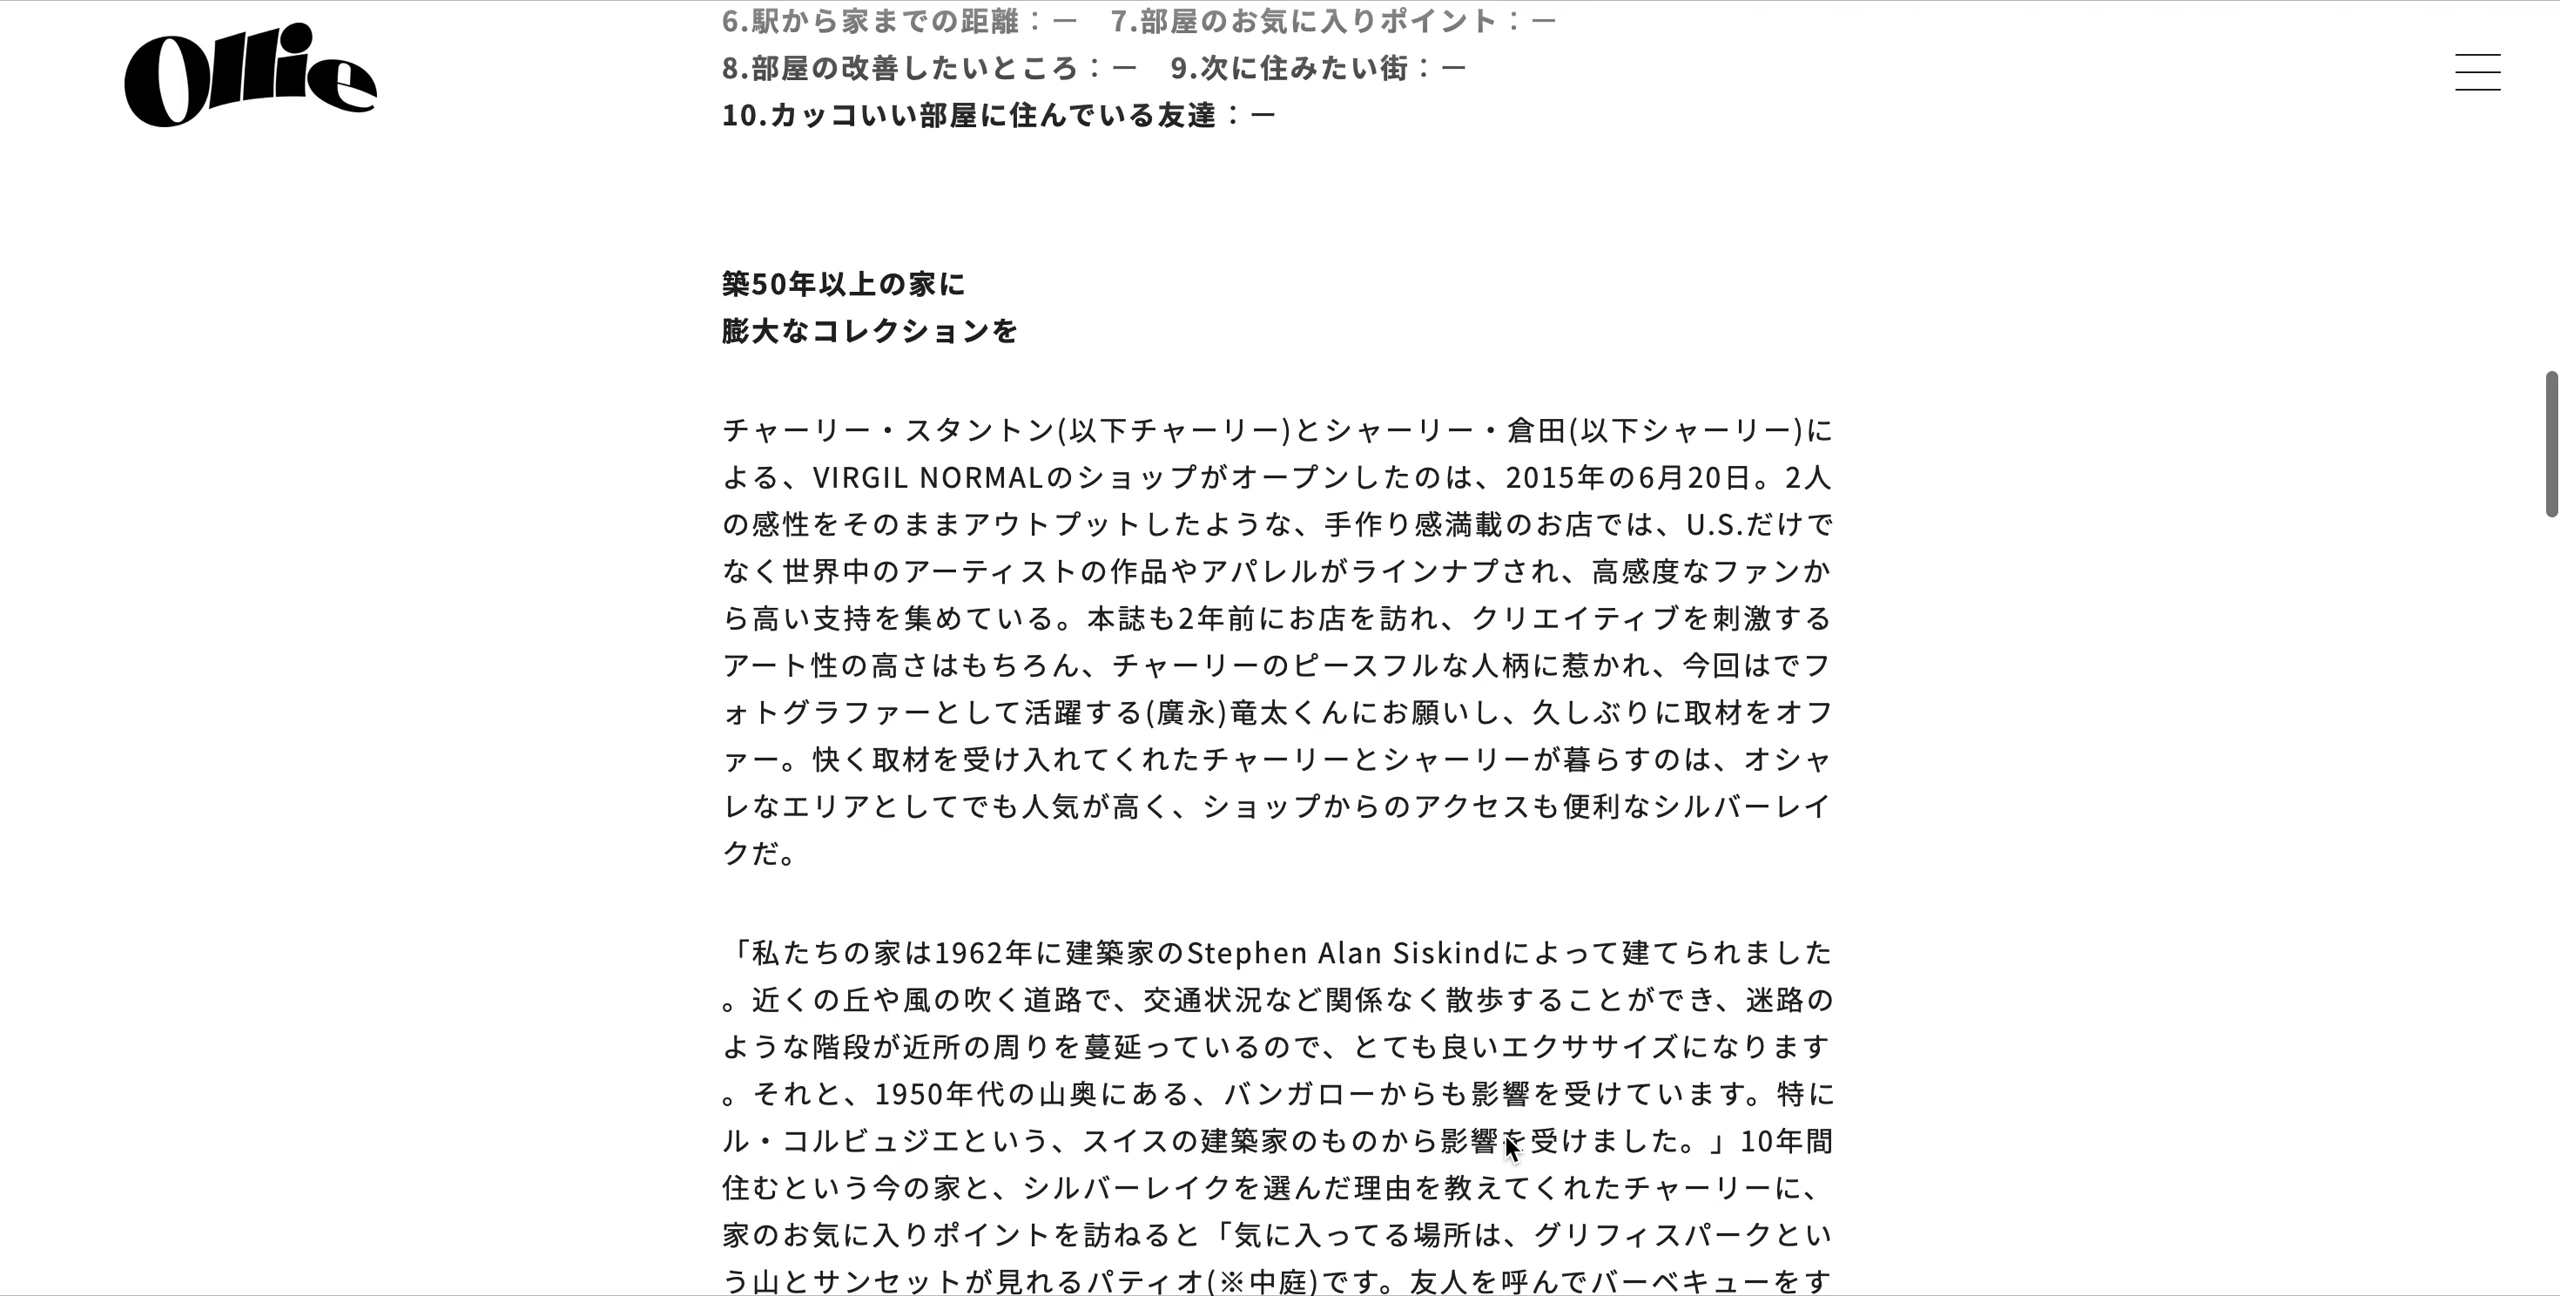 6.駅から家までの距離：ー　7.部屋のお気に入りポイント：ー
Ollie
8.部屋の改善したいところ：ー　9.次に住みたい街：ー
10.カッコいい部屋に住んでいる友達：ー
築50年以上の家に
膨大なコレクションを
チャーリー・スタントン(以下チャーリー)とシャーリー・倉田(以下シャーリー)に
よる、VIRGIL NORMALのショップがオープンしたのは、2015年の6月20日。2人
の感性をそのままアウトプットしたような、手作り感満載のお店では、U.S.だけで
なく世界中のアーティストの作品やアパレルがラインナプされ、高感度なファンか
ら高い支持を集めている。本誌も2年前にお店を訪れ、クリエイティブを刺激する
アート性の高さはもちろん、チャーリーのピースフルな人柄に惹かれ、今回はでフ
ォトグラファーとして活躍する(廣永)竜太くんにお願いし、久しぶりに取材をオフ
ァー。快く取材を受け入れてくれたチャーリーとシャーリーが暮らすのは、オシャ
レなエリアとしてでも人気が高く、ショップからのアクセスも便利なシルバーレイ
クだ。
「私たちの家は1962年に建築家のStephen Alan Siskindによって建てられました
。近くの丘や風の吹く道路で、交通状況など関係なく散歩することができ、迷路の
ような階段が近所の周りを蔓延っているので、とても良いエクササイズになります
。それと、1950年代の山奥にある、バンガローからも影響を受けています。特に
ル・コルビュジエという、スイスの建築家のものから影響を受けました。」10年間
住むという今の家と、シルバーレイクを選んだ理由を教えてくれたチャーリーに、
家のお気に入りポイントを訪ねると「気に入ってる場所は、グリフィスパークとい
う山とサンセットが見れるパティオ(※中庭)です。友人を呼んでバーベキューをす